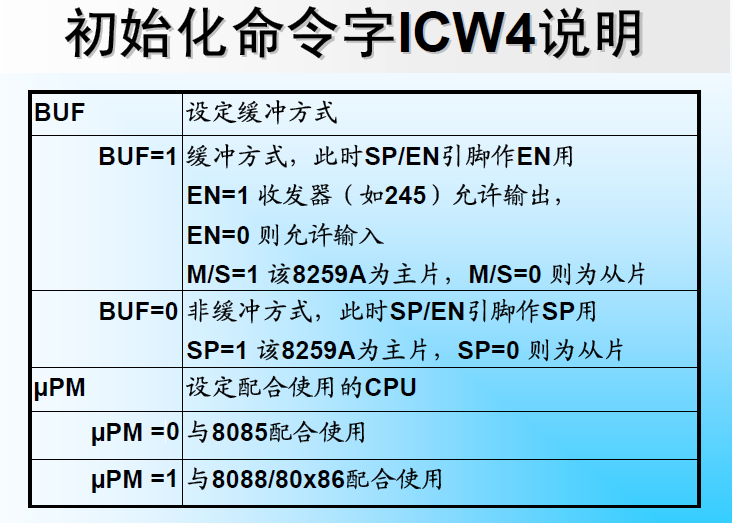 初始化命令字ICW4说明
BUF 设定缓冲方式
BUF=1 缓冲方式，此时SP/EN引脚作EN用
EN=1 收发器（如245）允许输出，
EN=0 则允许输入
M/S=1 该8259A为主片，M/S=0 则为从片
BUF=0 非缓冲方式，此时SP/EN引脚作SP用
SP=1 该8259A为主片，SP=0 则为从片
μPM 设定配合使用的CPU
μPM =0 与8085配合使用
μPM =1 与8088/80x86配合使用